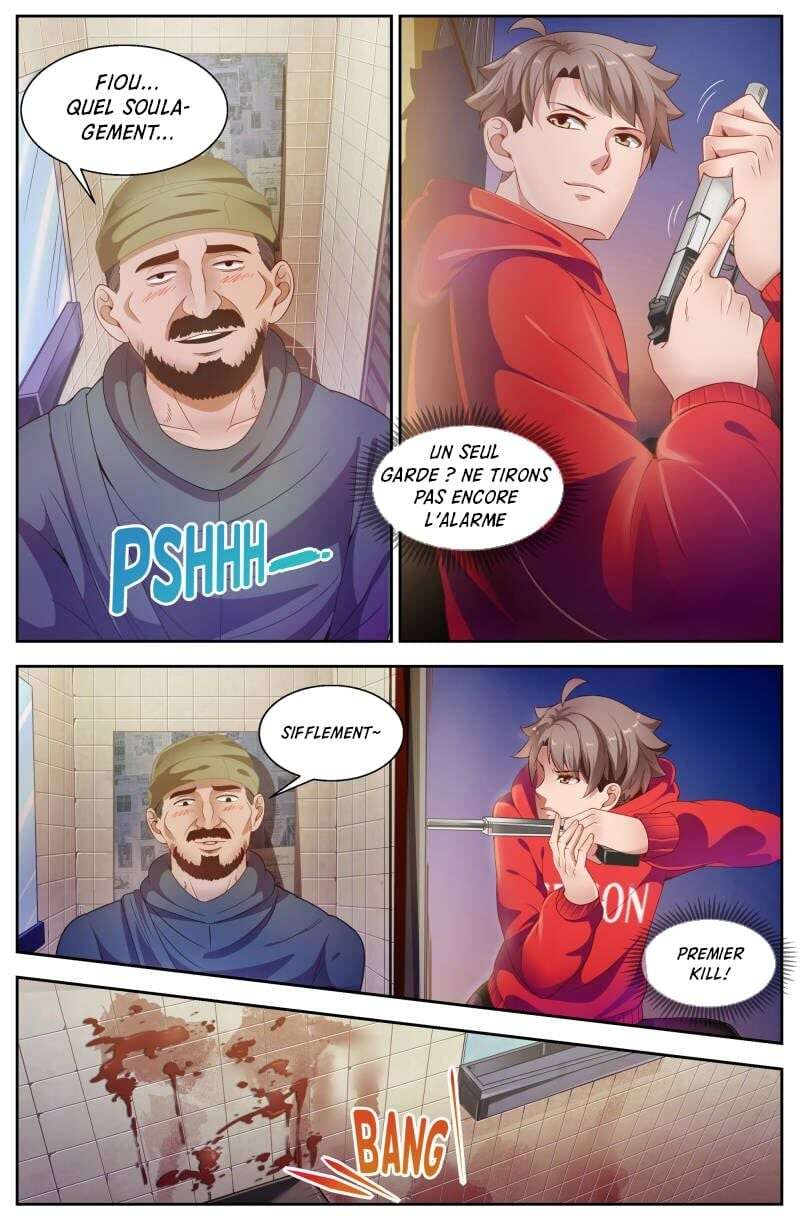 FIOU...
QUEL SOULA-
GEMENT...
PSHHH
UN SEUL
GARDE ? NE TIRONS
PAS ENCORE
L'ALARME
SIFFLEMENT~
ON
PREMIER
KILL!
BANG